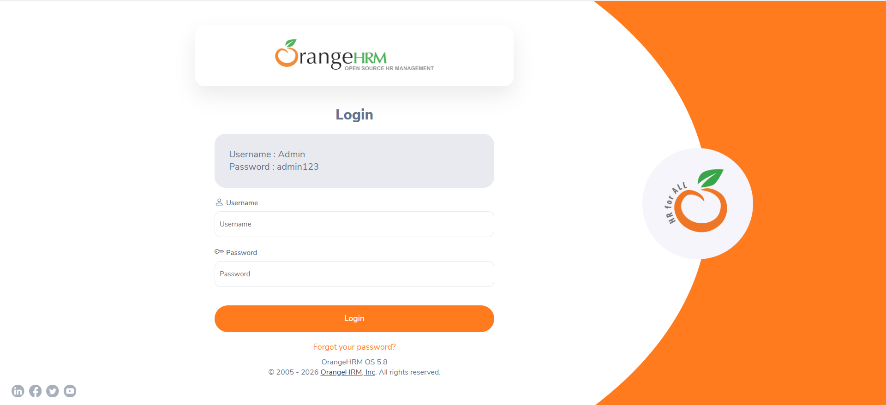 OrangeHRM
OPEN SOURCE HR MANAGEMENT
Login
Username : Admin
Password : admin123
Username
Username
Password
Password
Login
Forgot your password?
OrangeHRM OS 5.8
© 2005 - 2026 OrangeHRM, Inc. All rights reserved.
HR for ALL